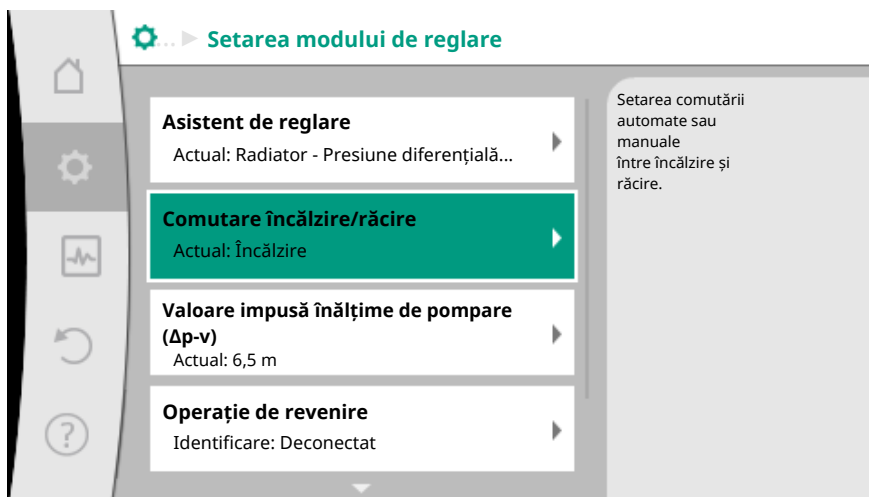 ... Setarea modului de reglare
Asistent de reglare
Actual: Radiator - Presiune diferențială...
Comutare încălzire/răcire
Actual: Încălzire
Valoare impusă înălțime de pompare
(Δp-v)
Actual: 6,5 m
Operație de revenire
Identificare: Deconectat
Setarea comutării
automate sau
manuale
între încălzire și
răcire.
?